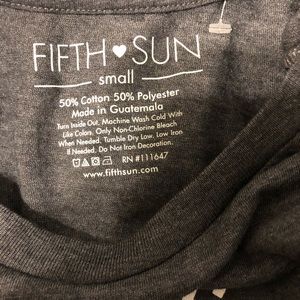 FIFTH♥SUN
small
50% Cotton 50% Polyester
Made in Guatemala
Turn Inside Out, Machine Wash Cold With
Like Colors. Only Non-Chlorine Bleach
When Needed. Tumble Dry Low. Low Iron
If Needed. Do Not Iron Decoration.
RN #111647
www.fifthsun.com